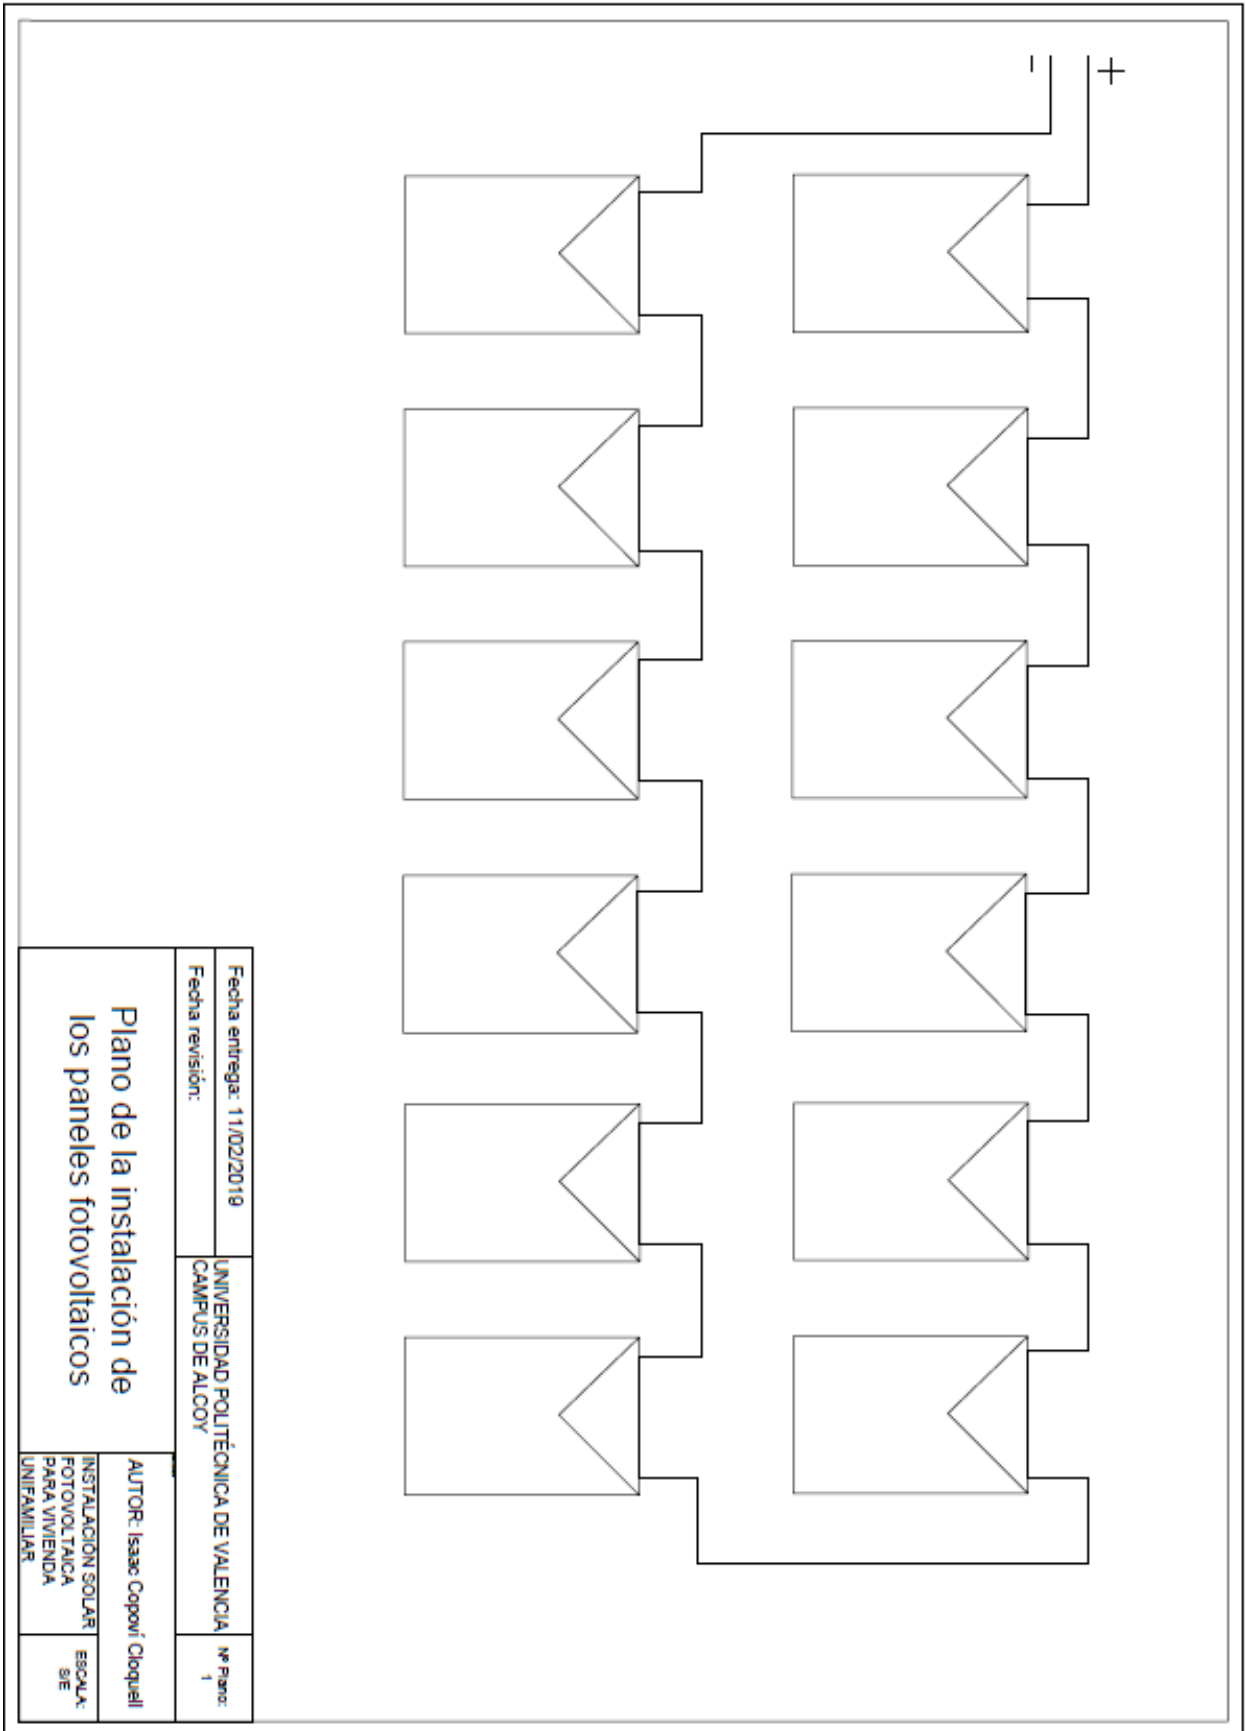 +
-
Fecha entrega: 11/02/2019
Fecha revisión:
UNIVERSIDAD POLITÉCNICA DE VALENCIA
CAMPUS DE ALCOY
Nº Plano:
1
Plano de la instalación de
los paneles fotovoltaicos
AUTOR: Isaac Copoví Cloquell
INSTALACIÓN SOLAR
FOTOVOLTAICA
PARA VIVIENDA
UNIFAMILIAR
ESCALA:
S/E